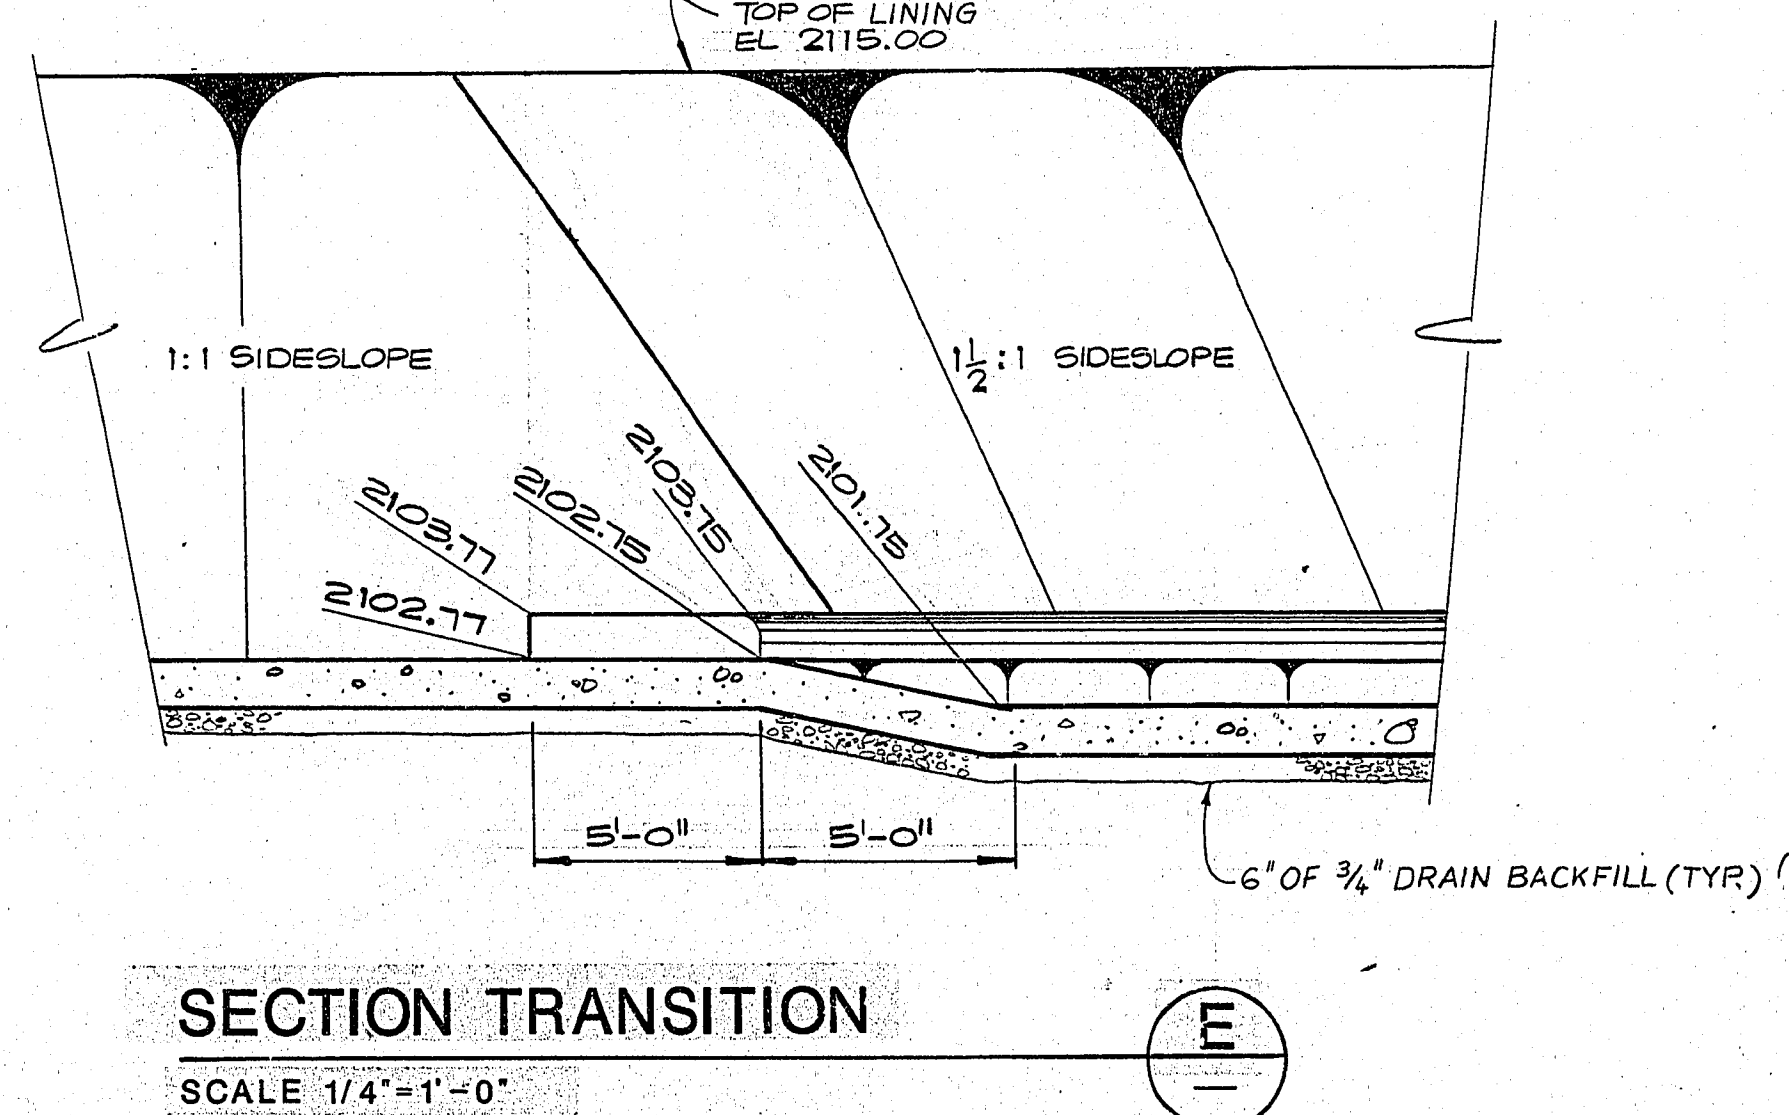 TOP OF LINING
EL 2115.00
1:1 SIDESLOPE
1 1/2 :1 SIDESLOPE
2103.77
2102.75
2103.75
2101.75
2102.77
5'-0"
5'-0"
6" OF 3/4" DRAIN BACKFILL (TYP.)
SECTION TRANSITION
E
SCALE 1/4"=1'-0"